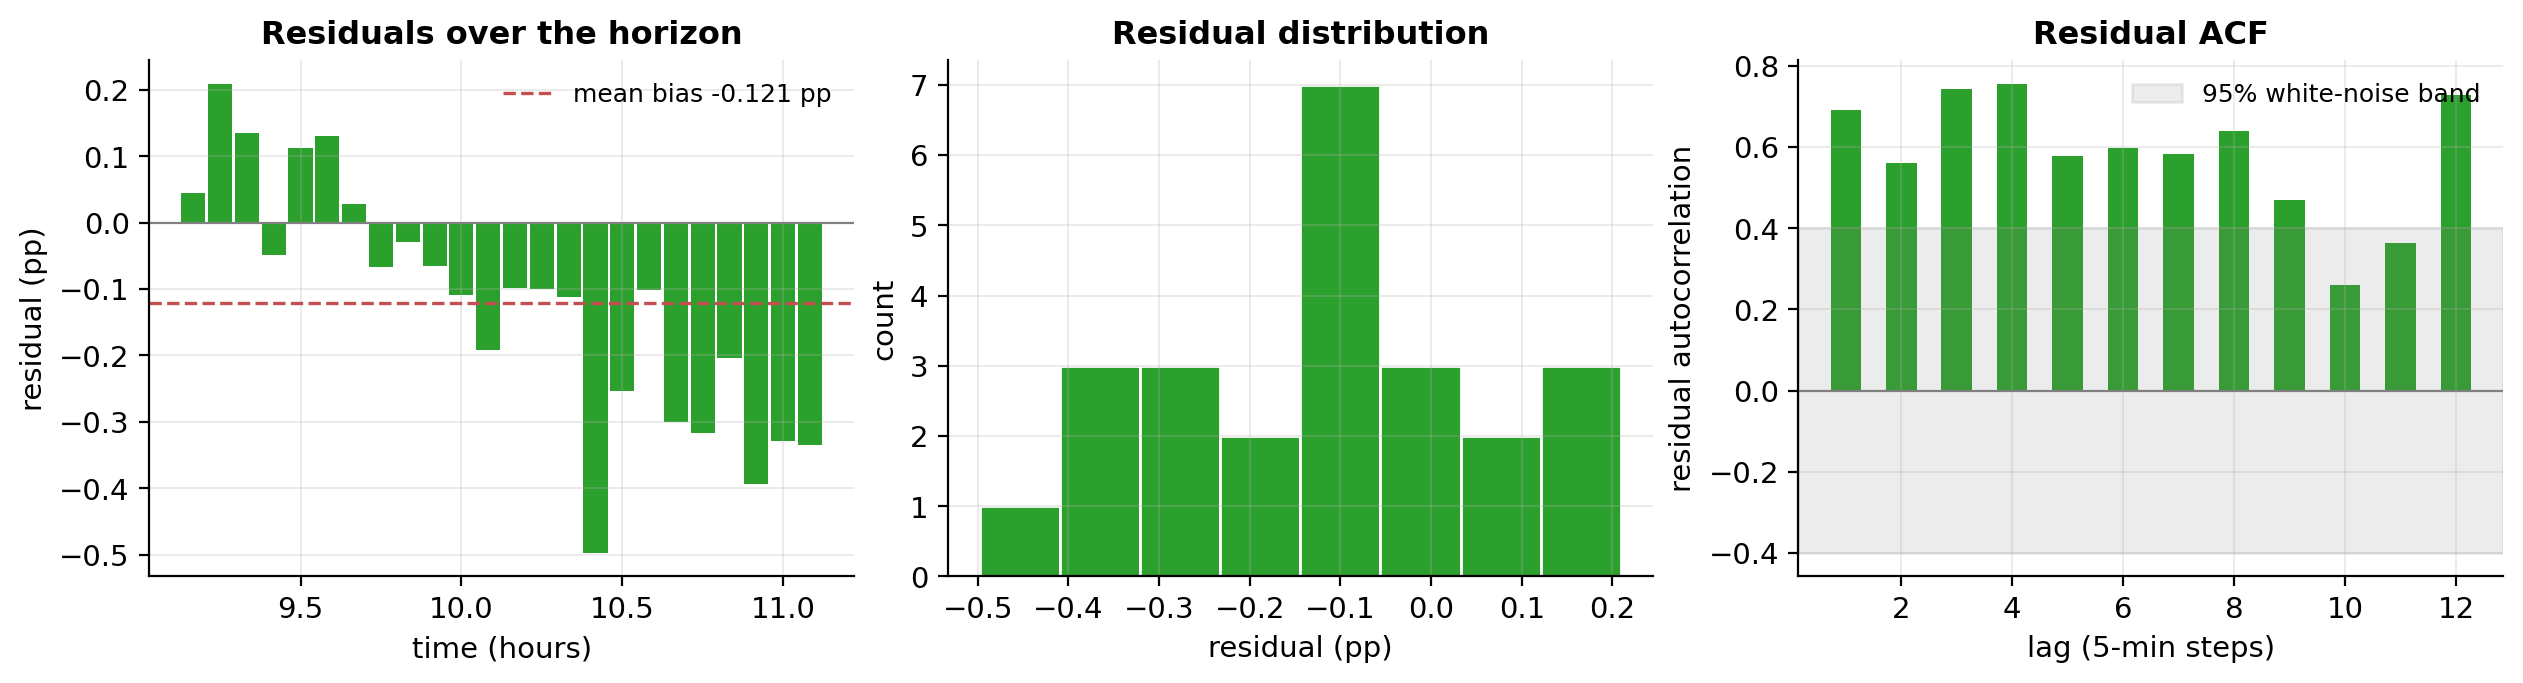 Residuals over the horizon
mean bias -0.121 pp
0.2
0.1
0.0
−0.1
−0.2
−0.3
−0.4
−0.5
residual (pp)
9.5 10.0 10.5 11.0
time (hours)
Residual distribution
7
6
5
4
3
2
1
0
count
−0.5 −0.4 −0.3 −0.2 −0.1 0.0 0.1 0.2
residual (pp)
Residual ACF
95% white-noise band
0.8
0.6
0.4
0.2
0.0
−0.2
−0.4
residual autocorrelation
2 4 6 8 10 12
lag (5-min steps)